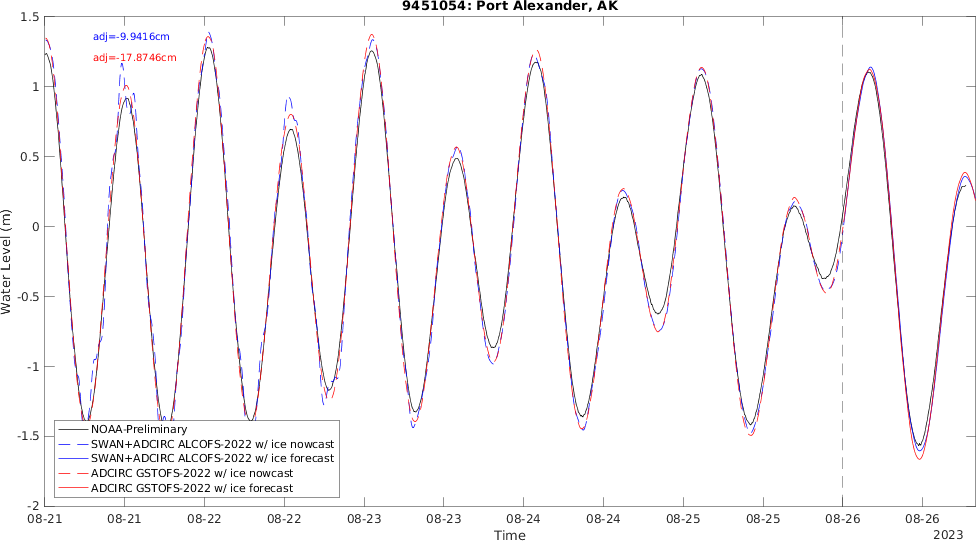 9451054: Port Alexander, AK
adj=-9.9416cm
adj=-17.8746cm
Water Level (m)
1.5
1
0.5
0
-0.5
-1
-1.5
-2
NOAA-Preliminary
SWAN+ADCIRC ALCOFS-2022 w/ ice nowcast
SWAN+ADCIRC ALCOFS-2022 w/ ice forecast
ADCIRC GSTOFS-2022 w/ ice nowcast
ADCIRC GSTOFS-2022 w/ ice forecast
08-21 08-21 08-22 08-22 08-23 08-23 08-24 08-24 08-25 08-25 08-26 08-26
Time
2023